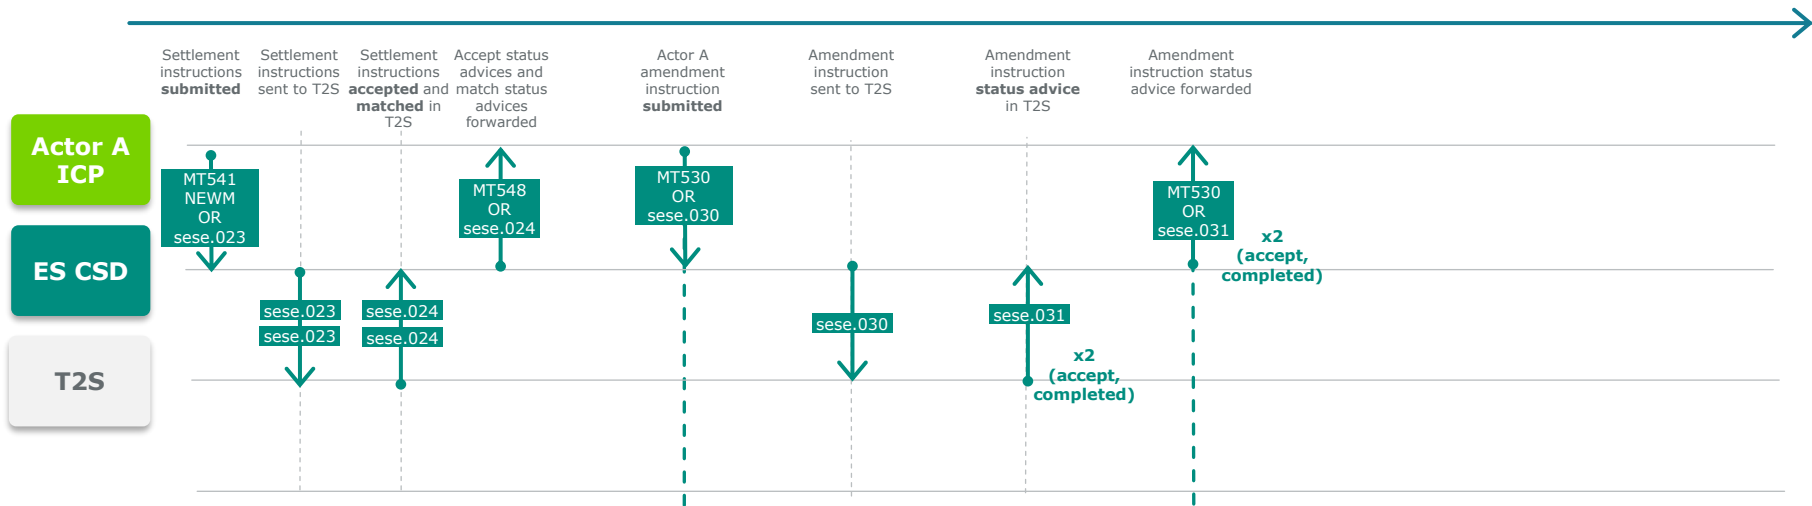 Settlement
instructions
submitted
Settlement
instructions
sent to T2S
Settlement
instructions
accepted and
matched in
T2S
Accept status
advices and
match status
advices
forwarded
Actor A
amendment
instruction
submitted
Amendment
instruction
sent to T2S
Amendment
instruction
status advice
in T2S
Amendment
instruction status
advice forwarded
Actor A
ICP
MT541
NEWM
OR
sese.023
MT548
OR
sese.024
MT530
OR
sese.030
MT530
OR
sese.031
x2
(accept,
completed)
ES CSD
sese.023
sese.023
sese.024
sese.024
sese.030
sese.031
x2
(accept,
completed)
T2S